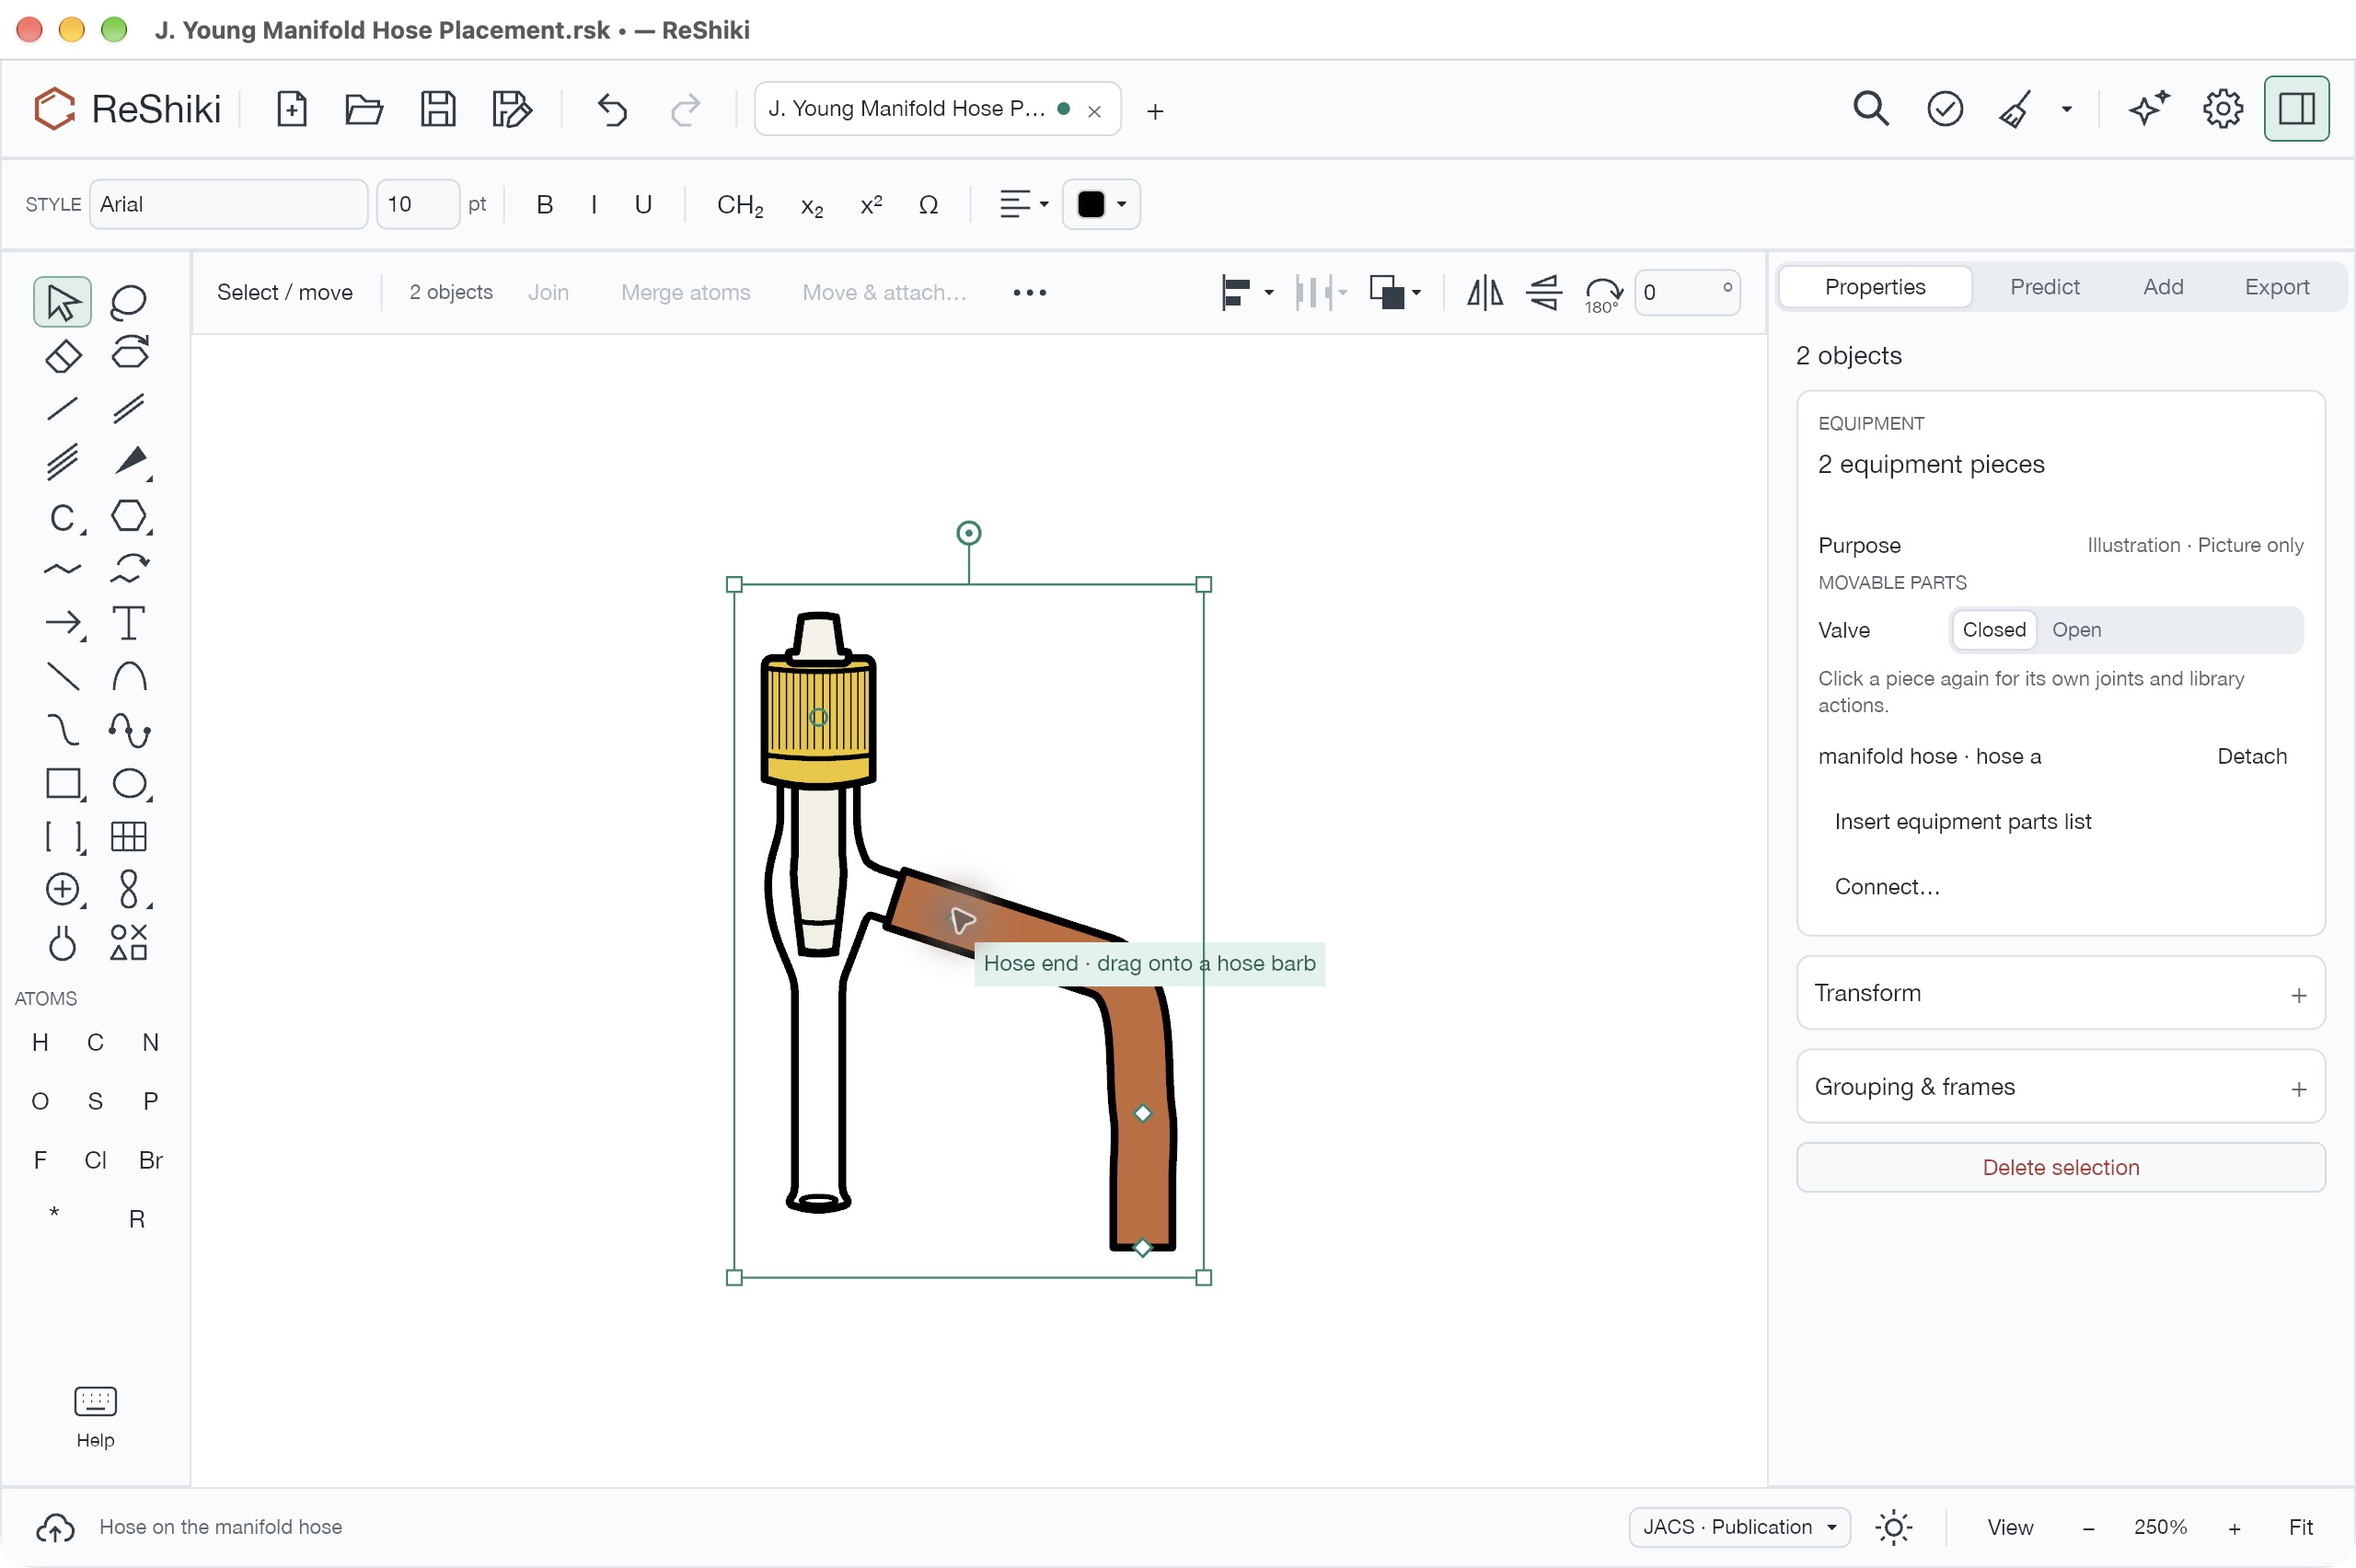 J. Young Manifold Hose Placement.rsk • — ReShiki
ReShiki
J. Young Manifold Hose P… ×
+
STYLE Arial 10 pt B I U CH₂ x₂ x² Ω
Select / move 2 objects Join Merge atoms Move & attach… •••
180° 0 °
Properties Predict Add Export
2 objects
EQUIPMENT
2 equipment pieces
Purpose Illustration · Picture only
MOVABLE PARTS
Valve Closed Open
Click a piece again for its own joints and library
actions.
manifold hose · hose a Detach
Insert equipment parts list
Connect…
Transform +
Grouping & frames +
Delete selection
C
T
[ ]
ATOMS
H C N
O S P
F Cl Br
* R
Help
Hose end · drag onto a hose barb
Hose on the manifold hose
JACS · Publication
View − 250% + Fit